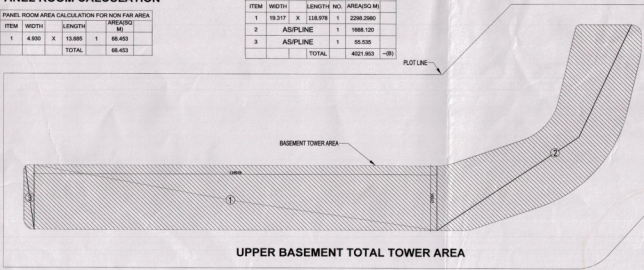 PANEL ROOM CALCULATION
PANEL ROOM AREA CALCULATION FOR NON FAR AREA
ITEM WIDTH LENGTH AREA(SQ.M)
1 4.930 X 13.885 1 68.453
TOTAL 68.453
ITEM WIDTH LENGTH NO. AREA(SQ.M)
1 19.317 X 118.978 1 2298.2980
2 AS/PLINE 1 1668.120
3 AS/PLINE 1 55.535
TOTAL 4021.953 –(B)
PLOT LINE
BASEMENT TOWER AREA
1
2
3
UPPER BASEMENT TOTAL TOWER AREA